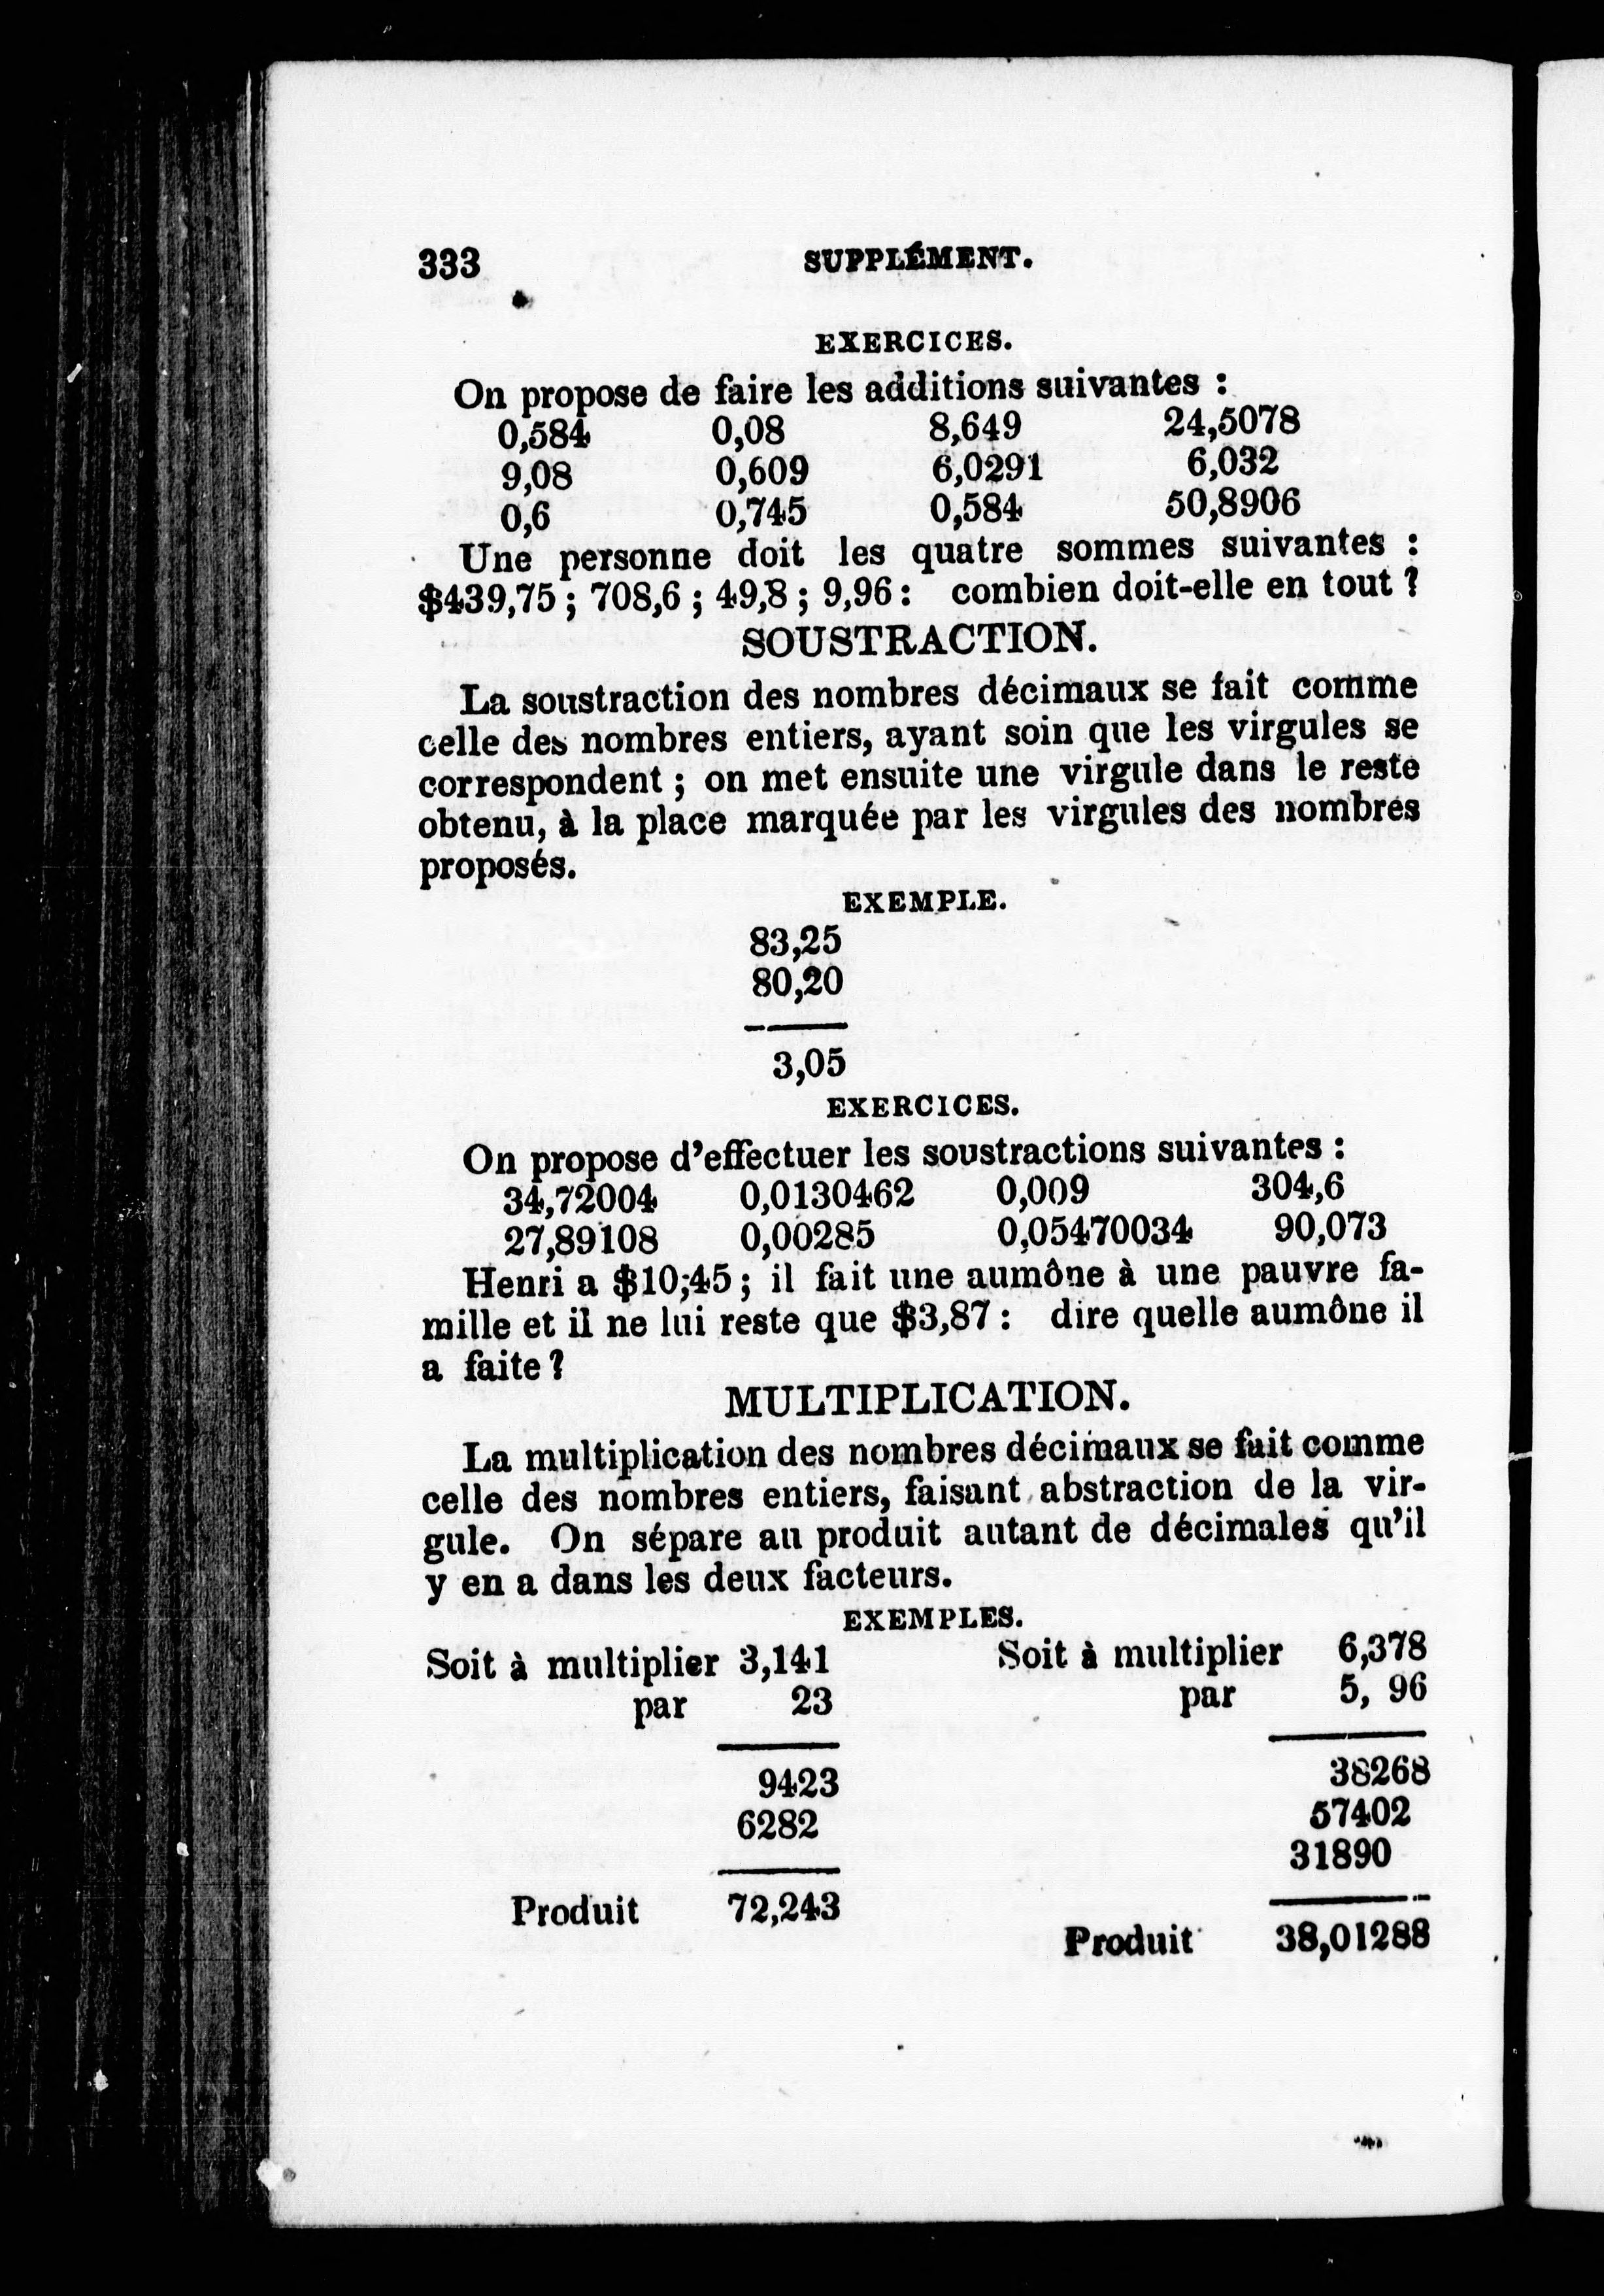 333 SUPPLÉMENT.
EXERCICES.
On propose de faire les additions suivantes :
0,584 0,08 8,649 24,5078
9,08 0,609 6,0291 6,032
0,6 0,745 0,584 50,8906
Une personne doit les quatre sommes suivantes :
$439,75 ; 708,6 ; 49,8 ; 9,96 : combien doit-elle en tout ?
SOUSTRACTION.
La soustraction des nombres décimaux se fait comme
celle des nombres entiers, ayant soin que les virgules se
correspondent ; on met ensuite une virgule dans le reste
obtenu, à la place marquée par les virgules des nombres
proposés.
EXEMPLE.
83,25
80,20
3,05
EXERCICES.
On propose d'effectuer les soustractions suivantes :
34,72004 0,0130462 0,009 304,6
27,89108 0,00285 0,05470034 90,073
Henri a $10;45 ; il fait une aumône à une pauvre fa-
mille et il ne lui reste que $3,87 : dire quelle aumône il
a faite ?
MULTIPLICATION.
La multiplication des nombres décimaux se fait comme
celle des nombres entiers, faisant abstraction de la vir-
gule. On sépare au produit autant de décimales qu'il
y en a dans les deux facteurs.
EXEMPLES.
Soit à multiplier 3,141 Soit à multiplier 6,378
par 23 par 5, 96
9423 38268
6282 57402
31890
Produit 72,243
Produit 38,01288